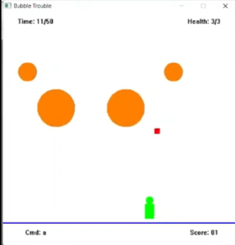 Bubble Trouble
Time: 11/50 Health: 3/3
Cmd: a Score: 81